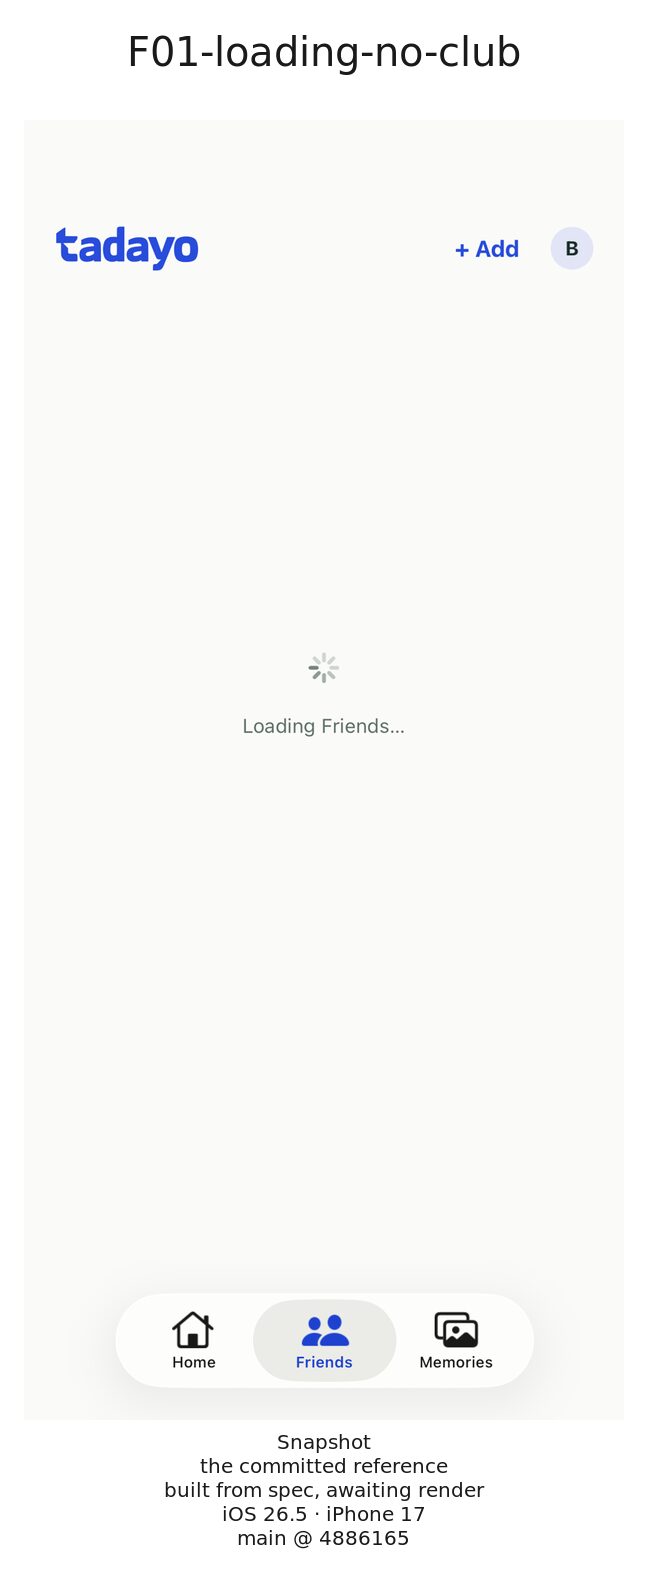 F01-loading-no-club
tadayo
+ Add
B
Loading Friends...
Home
Friends
Memories
Snapshot
the committed reference
built from spec, awaiting render
iOS 26.5 · iPhone 17
main @ 4886165